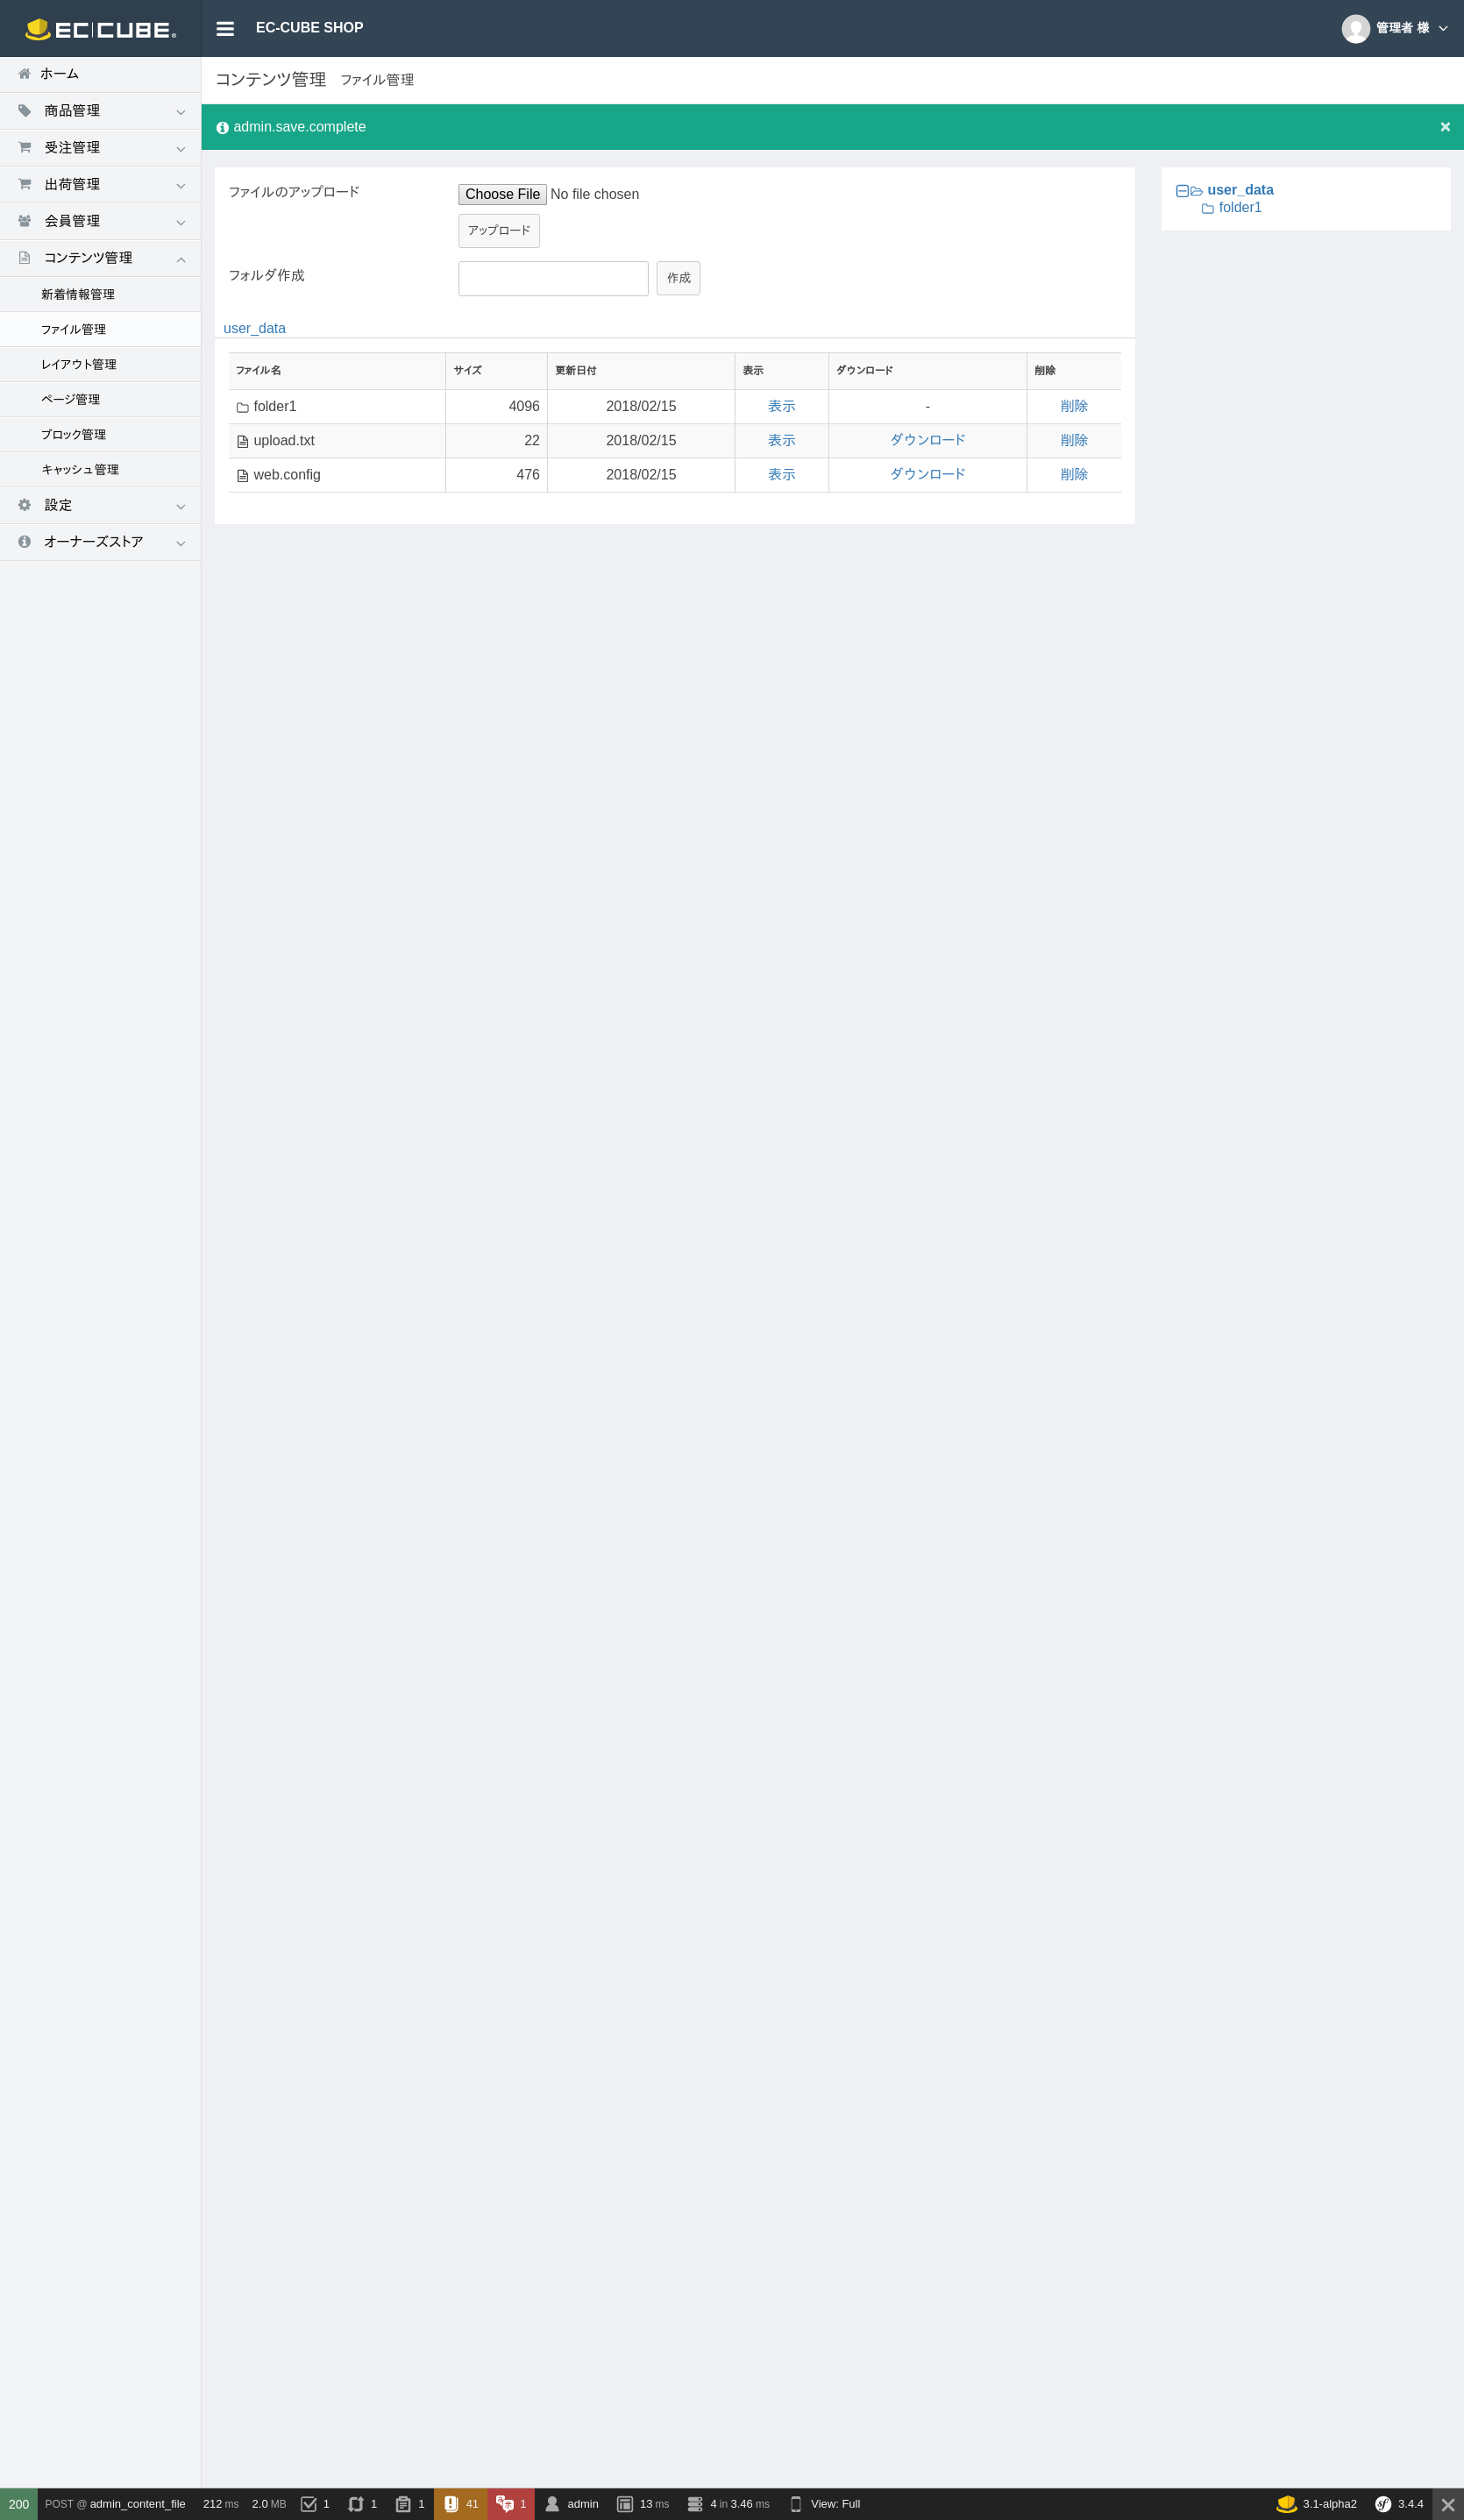 EC CUBE ®
EC-CUBE SHOP
管理者 様
ホーム
商品管理
受注管理
出荷管理
会員管理
コンテンツ管理
新着情報管理
ファイル管理
レイアウト管理
ページ管理
ブロック管理
キャッシュ管理
設定
オーナーズストア
コンテンツ管理 ファイル管理
admin.save.complete ×
ファイルのアップロード Choose File No file chosen
アップロード
フォルダ作成 作成
user_data
ファイル名 サイズ 更新日付 表示 ダウンロード 削除
folder1 4096 2018/02/15 表示 - 削除
upload.txt 22 2018/02/15 表示 ダウンロード 削除
web.config 476 2018/02/15 表示 ダウンロード 削除
user_data
folder1
200 POST @ admin_content_file 212 ms 2.0 MB 1 1 1 41 1 admin 13 ms 4 in 3.46 ms View: Full 3.1-alpha2 3.4.4